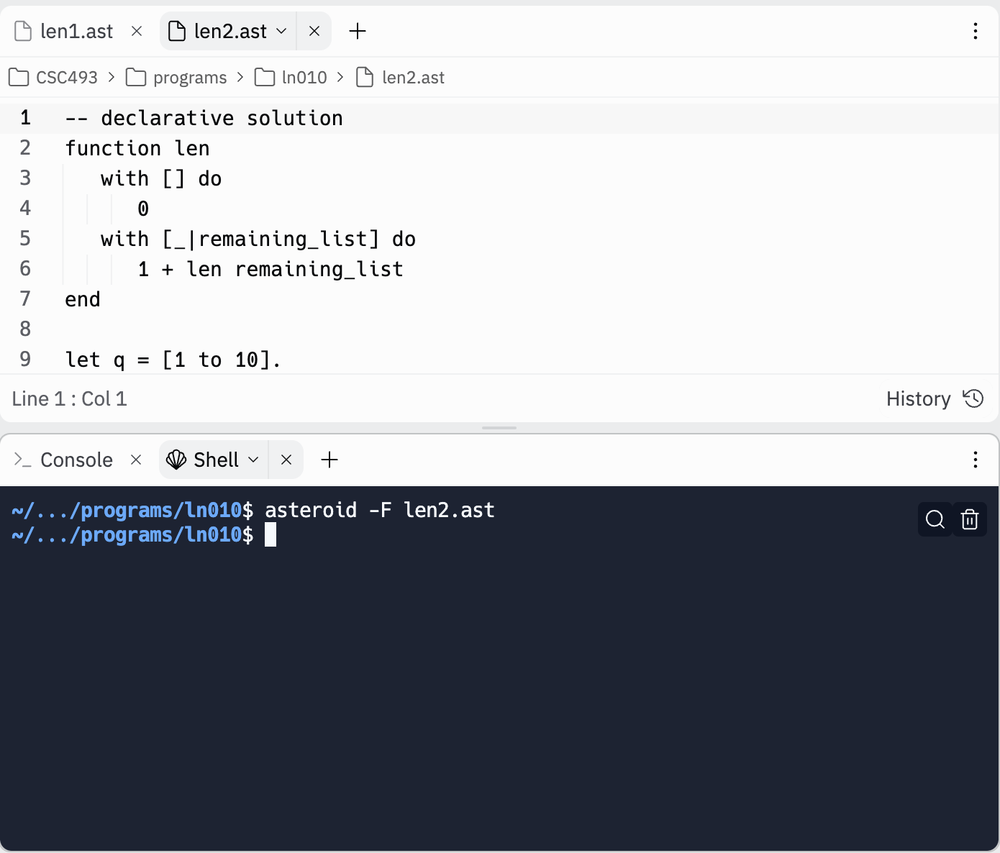 len1.ast × len2.ast × +
CSC493 > programs > ln010 > len2.ast
1 -- declarative solution
2 function len
3    with [] do
4       0
5    with [_|remaining_list] do
6       1 + len remaining_list
7 end
8
9 let q = [1 to 10].
Line 1 : Col 1 History
>_ Console × Shell × +
~/.../programs/ln010$ asteroid -F len2.ast
~/.../programs/ln010$